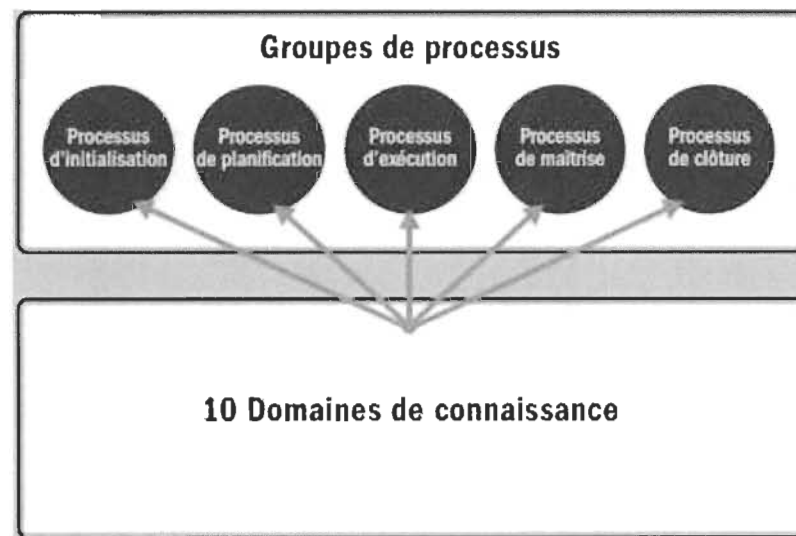 Groupes de processus
Processus
d'initialisation
Processus
de planification
Processus
d'exécution
Processus
de maîtrise
Processus
de clôture
10 Domaines de connaissance